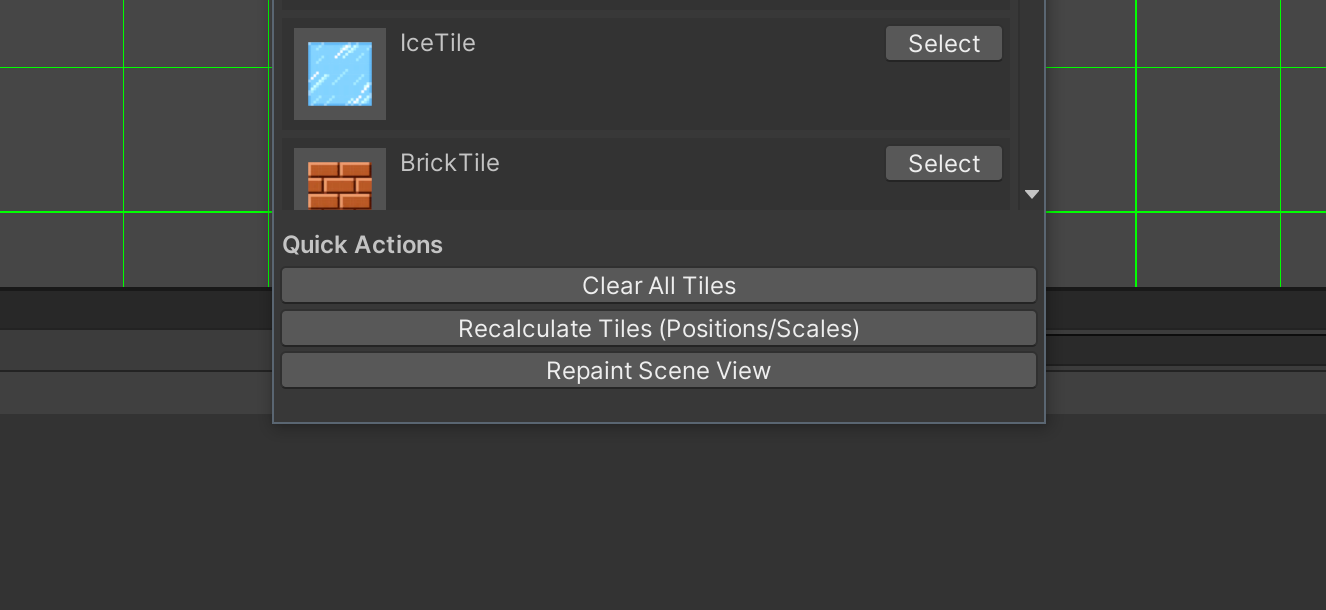 IceTile
Select
BrickTile
Select
Quick Actions
Clear All Tiles
Recalculate Tiles (Positions/Scales)
Repaint Scene View